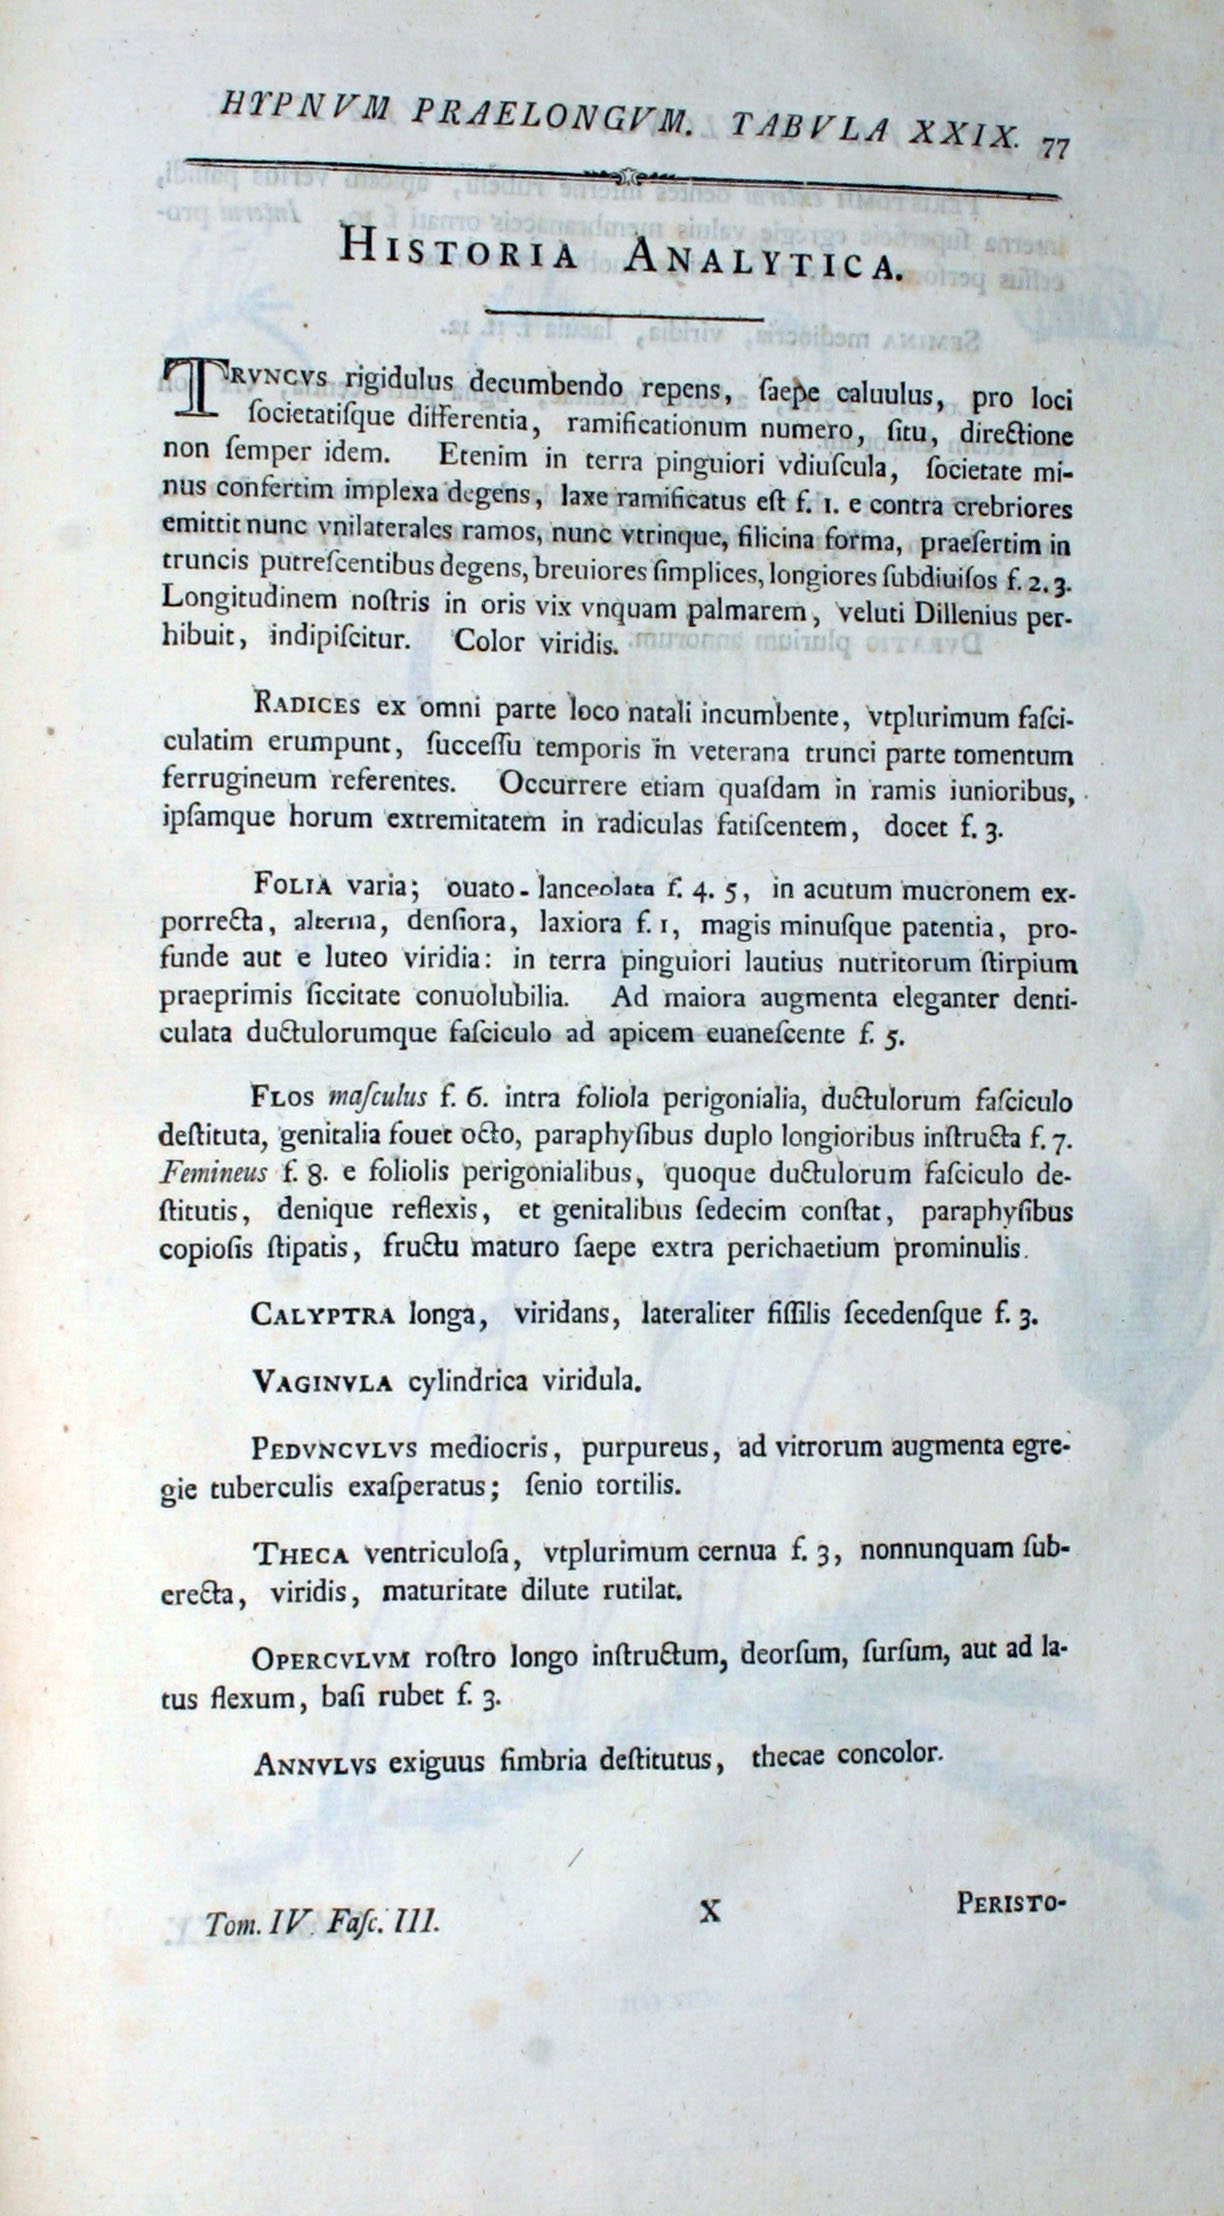 HYPNVM PRAELONGVM. TABVLA XXIX. 77
HISTORIA ANALYTICA.
TRVNCVS rigidulus decumbendo repens, ſaepe caluulus, pro loci
ſocietatiſque differentia, ramificationum numero, ſitu, directione
non ſemper idem. Etenim in terra pinguiori vdiuſcula, ſocietate mi-
nus confertim implexa degens, laxe ramificatus eſt f. 1. e contra crebriores
emittit nunc vnilaterales ramos, nunc vtrinque, filicina forma, praeſertim in
truncis putreſcentibus degens, breuiores ſimplices, longiores ſubdiuiſos f. 2. 3.
Longitudinem noſtris in oris vix vnquam palmarem, veluti Dillenius per-
hibuit, indipiſcitur. Color viridis.
RADICES ex omni parte loco natali incumbente, vtplurimum faſci-
culatim erumpunt, ſucceſſu temporis in veterana trunci parte tomentum
ferrugineum referentes. Occurrere etiam quaſdam in ramis iunioribus,
ipſamque horum extremitatem in radiculas fatiſcentem, docet f. 3.
FOLIA varia; ouato-lanceolata f. 4. 5, in acutum mucronem ex-
porrecta, alterna, denſiora, laxiora f. 1, magis minuſque patentia, pro-
funde aut e luteo viridia: in terra pinguiori lautius nutritorum ſtirpium
praeprimis ſiccitate conuolubilia. Ad maiora augmenta eleganter denti-
culata ductulorumque faſciculo ad apicem euaneſcente f. 5.
FLOS maſculus f. 6. intra foliola perigonialia, ductulorum faſciculo
deſtituta, genitalia fouet octo, paraphyſibus duplo longioribus inſtructa f. 7.
Femineus f. 8. e foliolis perigonialibus, quoque ductulorum faſciculo de-
ſtitutis, denique reflexis, et genitalibus ſedecim conſtat, paraphyſibus
copioſis ſtipatis, fructu maturo ſaepe extra perichaetium prominulis.
CALYPTRA longa, viridans, lateraliter fiſſilis ſecedenſque f. 3.
VAGINVLA cylindrica viridula.
PEDVNCVLVS mediocris, purpureus, ad vitrorum augmenta egre-
gie tuberculis exaſperatus; ſenio tortilis.
THECA ventriculoſa, vtplurimum cernua f. 3, nonnunquam ſub-
erecta, viridis, maturitate dilute rutilat.
OPERCVLVM roſtro longo inſtructum, deorſum, ſurſum, aut ad la-
tus flexum, baſi rubet f. 3.
ANNVLVS exiguus fimbria deſtitutus, thecae concolor.
Tom. IV. Faſc. III. X PERISTO-